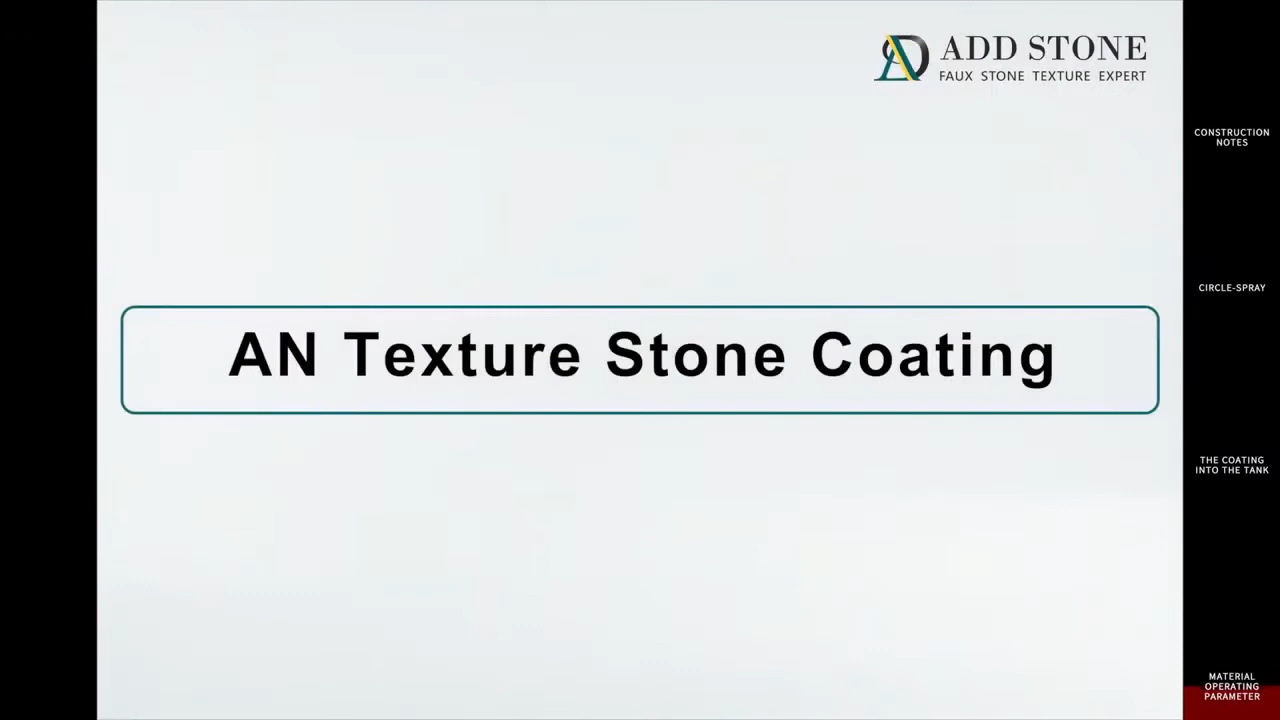 ADD STONE
FAUX STONE TEXTURE EXPERT
CONSTRUCTION
NOTES
CIRCLE-SPRAY
AN Texture Stone Coating
THE COATING
INTO THE TANK
MATERIAL
OPERATING
PARAMETER